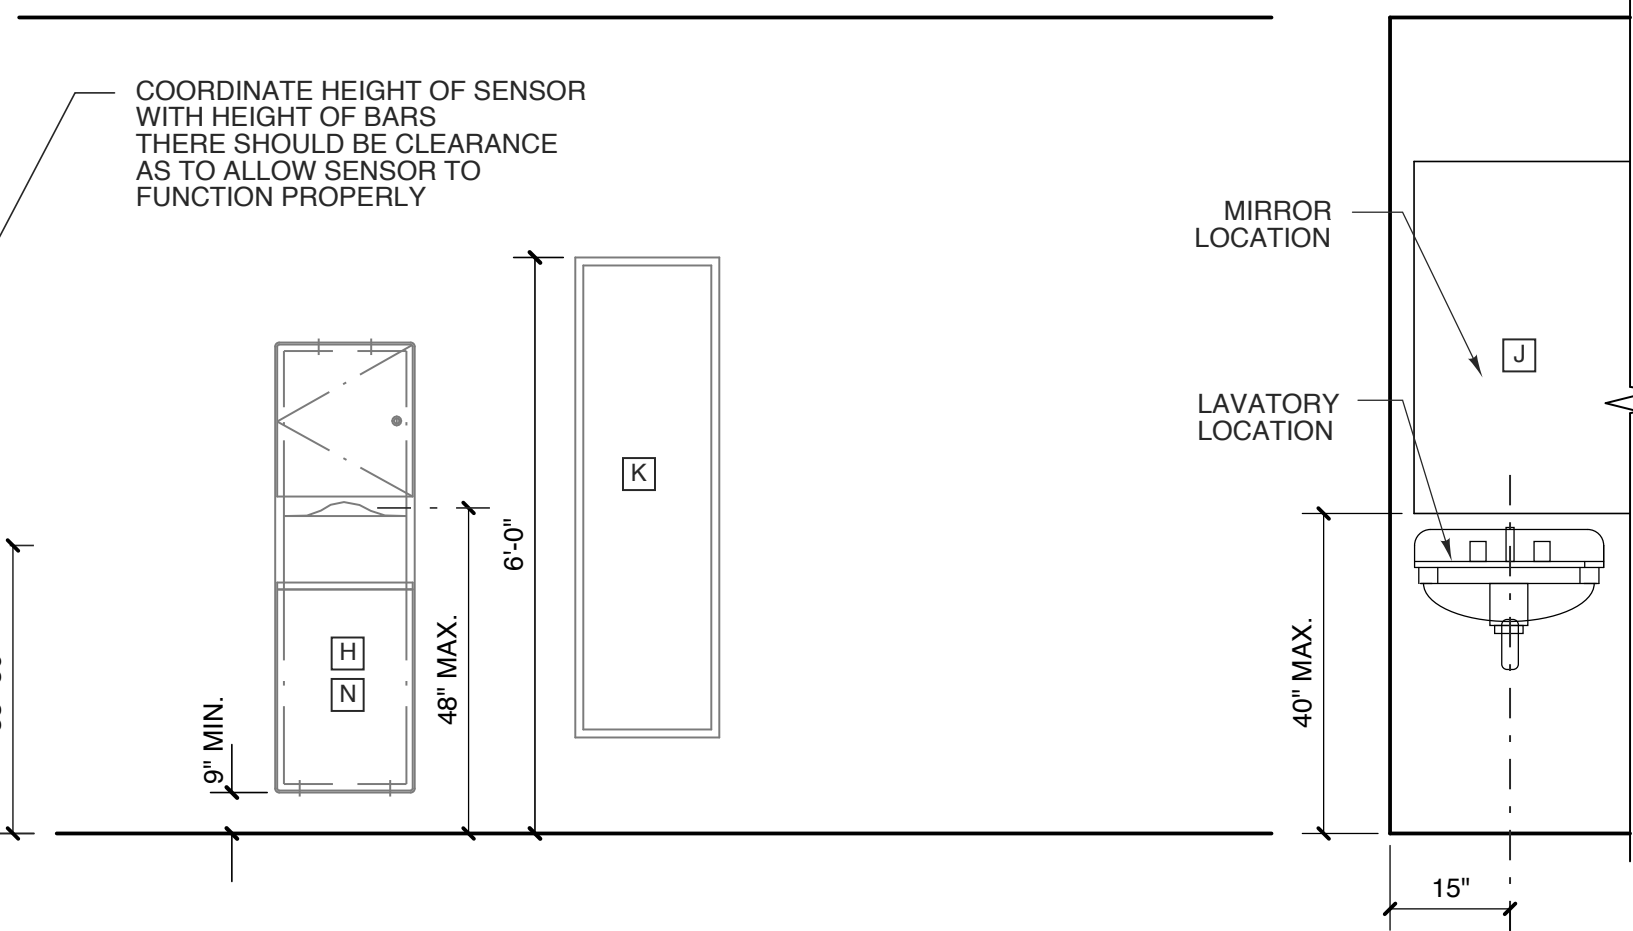 COORDINATE HEIGHT OF SENSOR
WITH HEIGHT OF BARS
THERE SHOULD BE CLEARANCE
AS TO ALLOW SENSOR TO
FUNCTION PROPERLY
MIRROR
LOCATION
J
LAVATORY
LOCATION
K
6'-0"
H
N
48" MAX.
9" MIN.
40" MAX.
15"